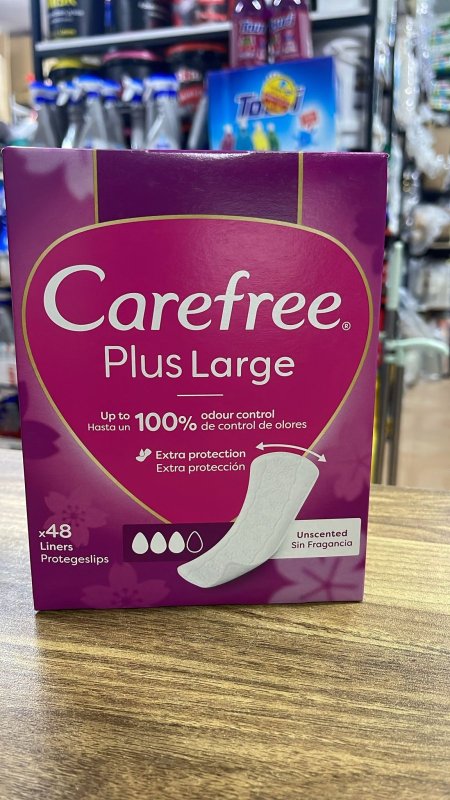 Carefree®
Plus Large
Up to 100% odour control
Hasta un de control de olores
Extra protection
Extra protección
x48
Liners
Protegeslips
Unscented
Sin Fragancia